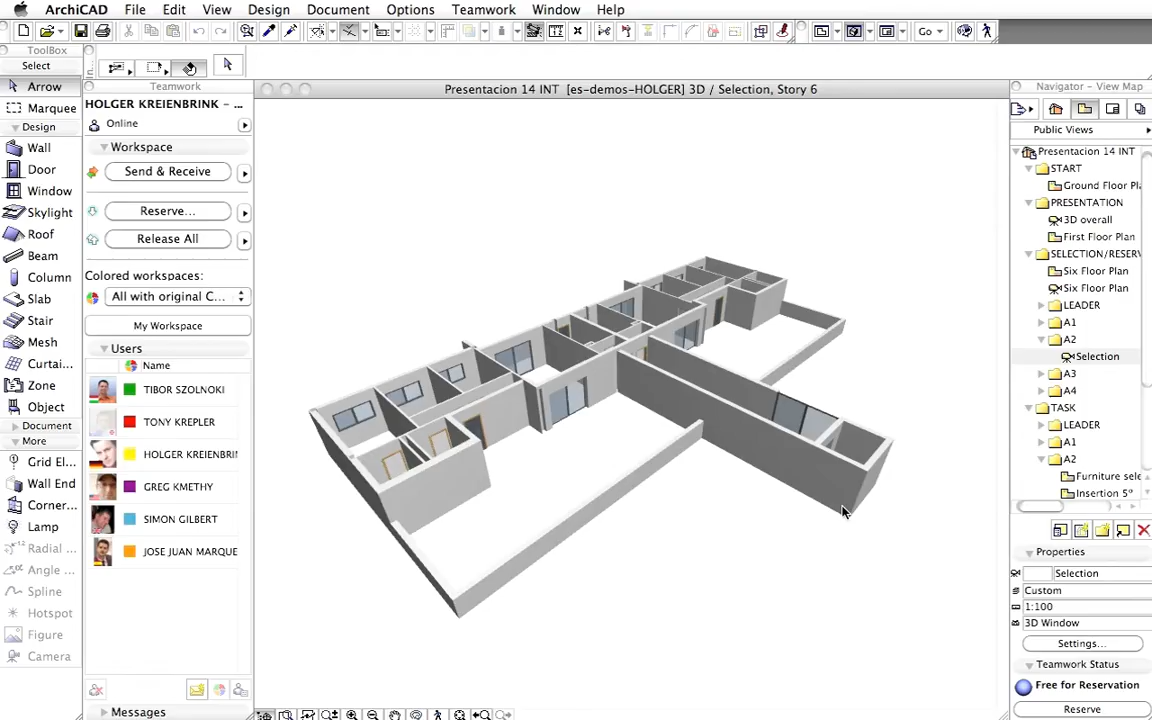 ArchiCAD File Edit View Design Document Options Teamwork Window Help
Go
ToolBox
Select
Arrow
Marquee
Design
Wall
Door
Window
Skylight
Roof
Beam
Column
Slab
Stair
Mesh
Curtai...
Zone
Object
Document
More
Grid El...
Wall End
Corner...
Lamp
Radial ...
Angle ...
Spline
Hotspot
Figure
Camera
In...
Teamwork
HOLGER KREIENBRINK – ...
Online
Workspace
Send & Receive
Reserve...
Release All
Colored workspaces:
All with original C...
My Workspace
Users
Name
TIBOR SZOLNOKI
TONY KREPLER
HOLGER KREIENBRI
GREG KMETHY
SIMON GILBERT
JOSE JUAN MARQUE
Messages
Presentacion 14 INT [es-demos-HOLGER] 3D / Selection, Story 6
Navigator – View Map
Public Views
Presentacion 14 INT
START
Ground Floor Pl
PRESENTATION
3D overall
First Floor Plan
SELECTION/RESER
Six Floor Plan
Six Floor Plan
LEADER
A1
A2
Selection
A3
A4
TASK
LEADER
A1
A2
Furniture sele
Insertion 5º
Properties
Selection
Custom
1:100
3D Window
Settings...
Teamwork Status
Free for Reservation
Reserve